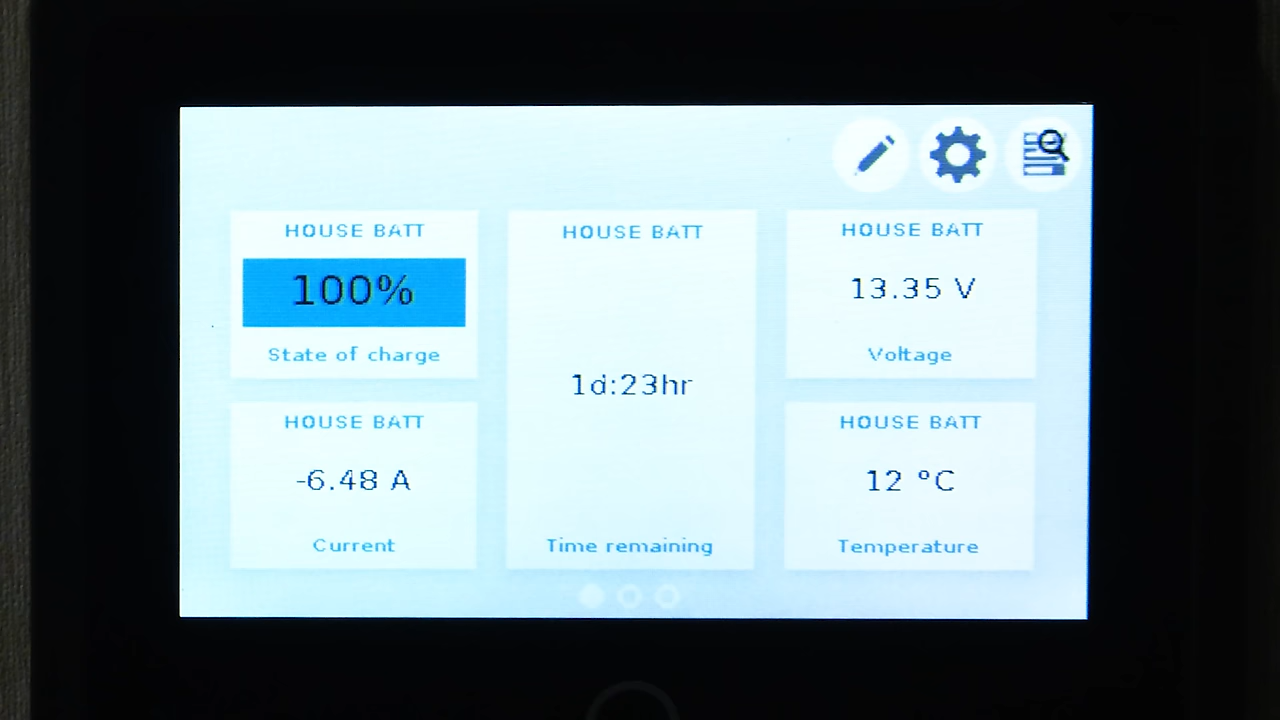 HOUSE BATT
100%
State of charge
HOUSE BATT
-6.48 A
Current
HOUSE BATT
1d:23hr
Time remaining
HOUSE BATT
13.35 V
Voltage
HOUSE BATT
12 °C
Temperature